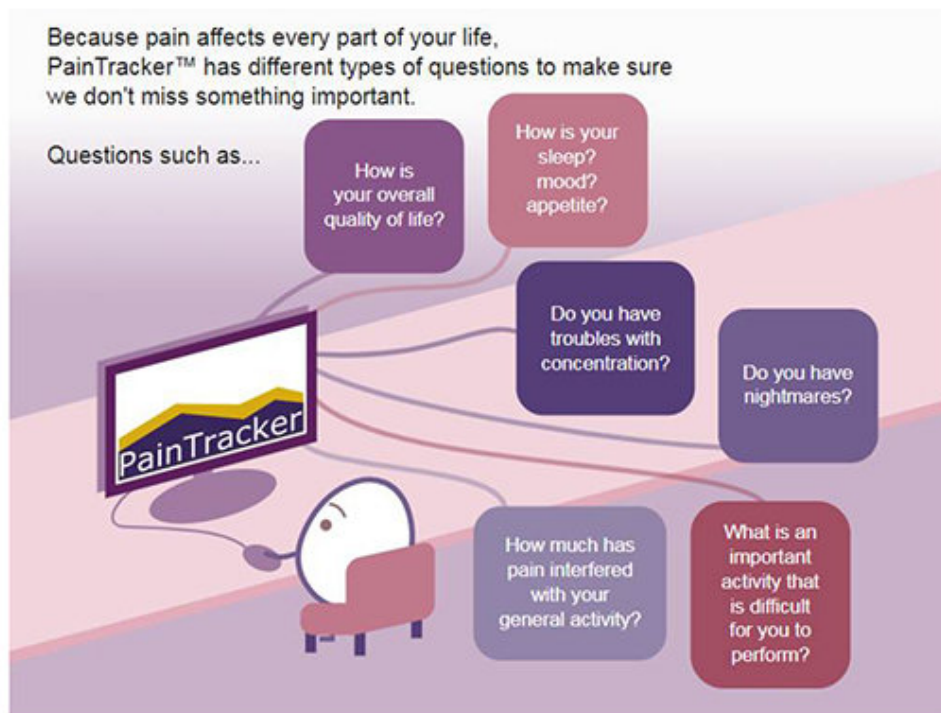 Because pain affects every part of your life,
PainTracker™ has different types of questions to make sure
we don't miss something important.
Questions such as...
How is
your overall
quality of life?
How is your
sleep?
mood?
appetite?
Do you have
troubles with
concentration?
Do you have
nightmares?
PainTracker
How much has
pain interfered
with your
general activity?
What is an
important
activity that
is difficult
for you to
perform?